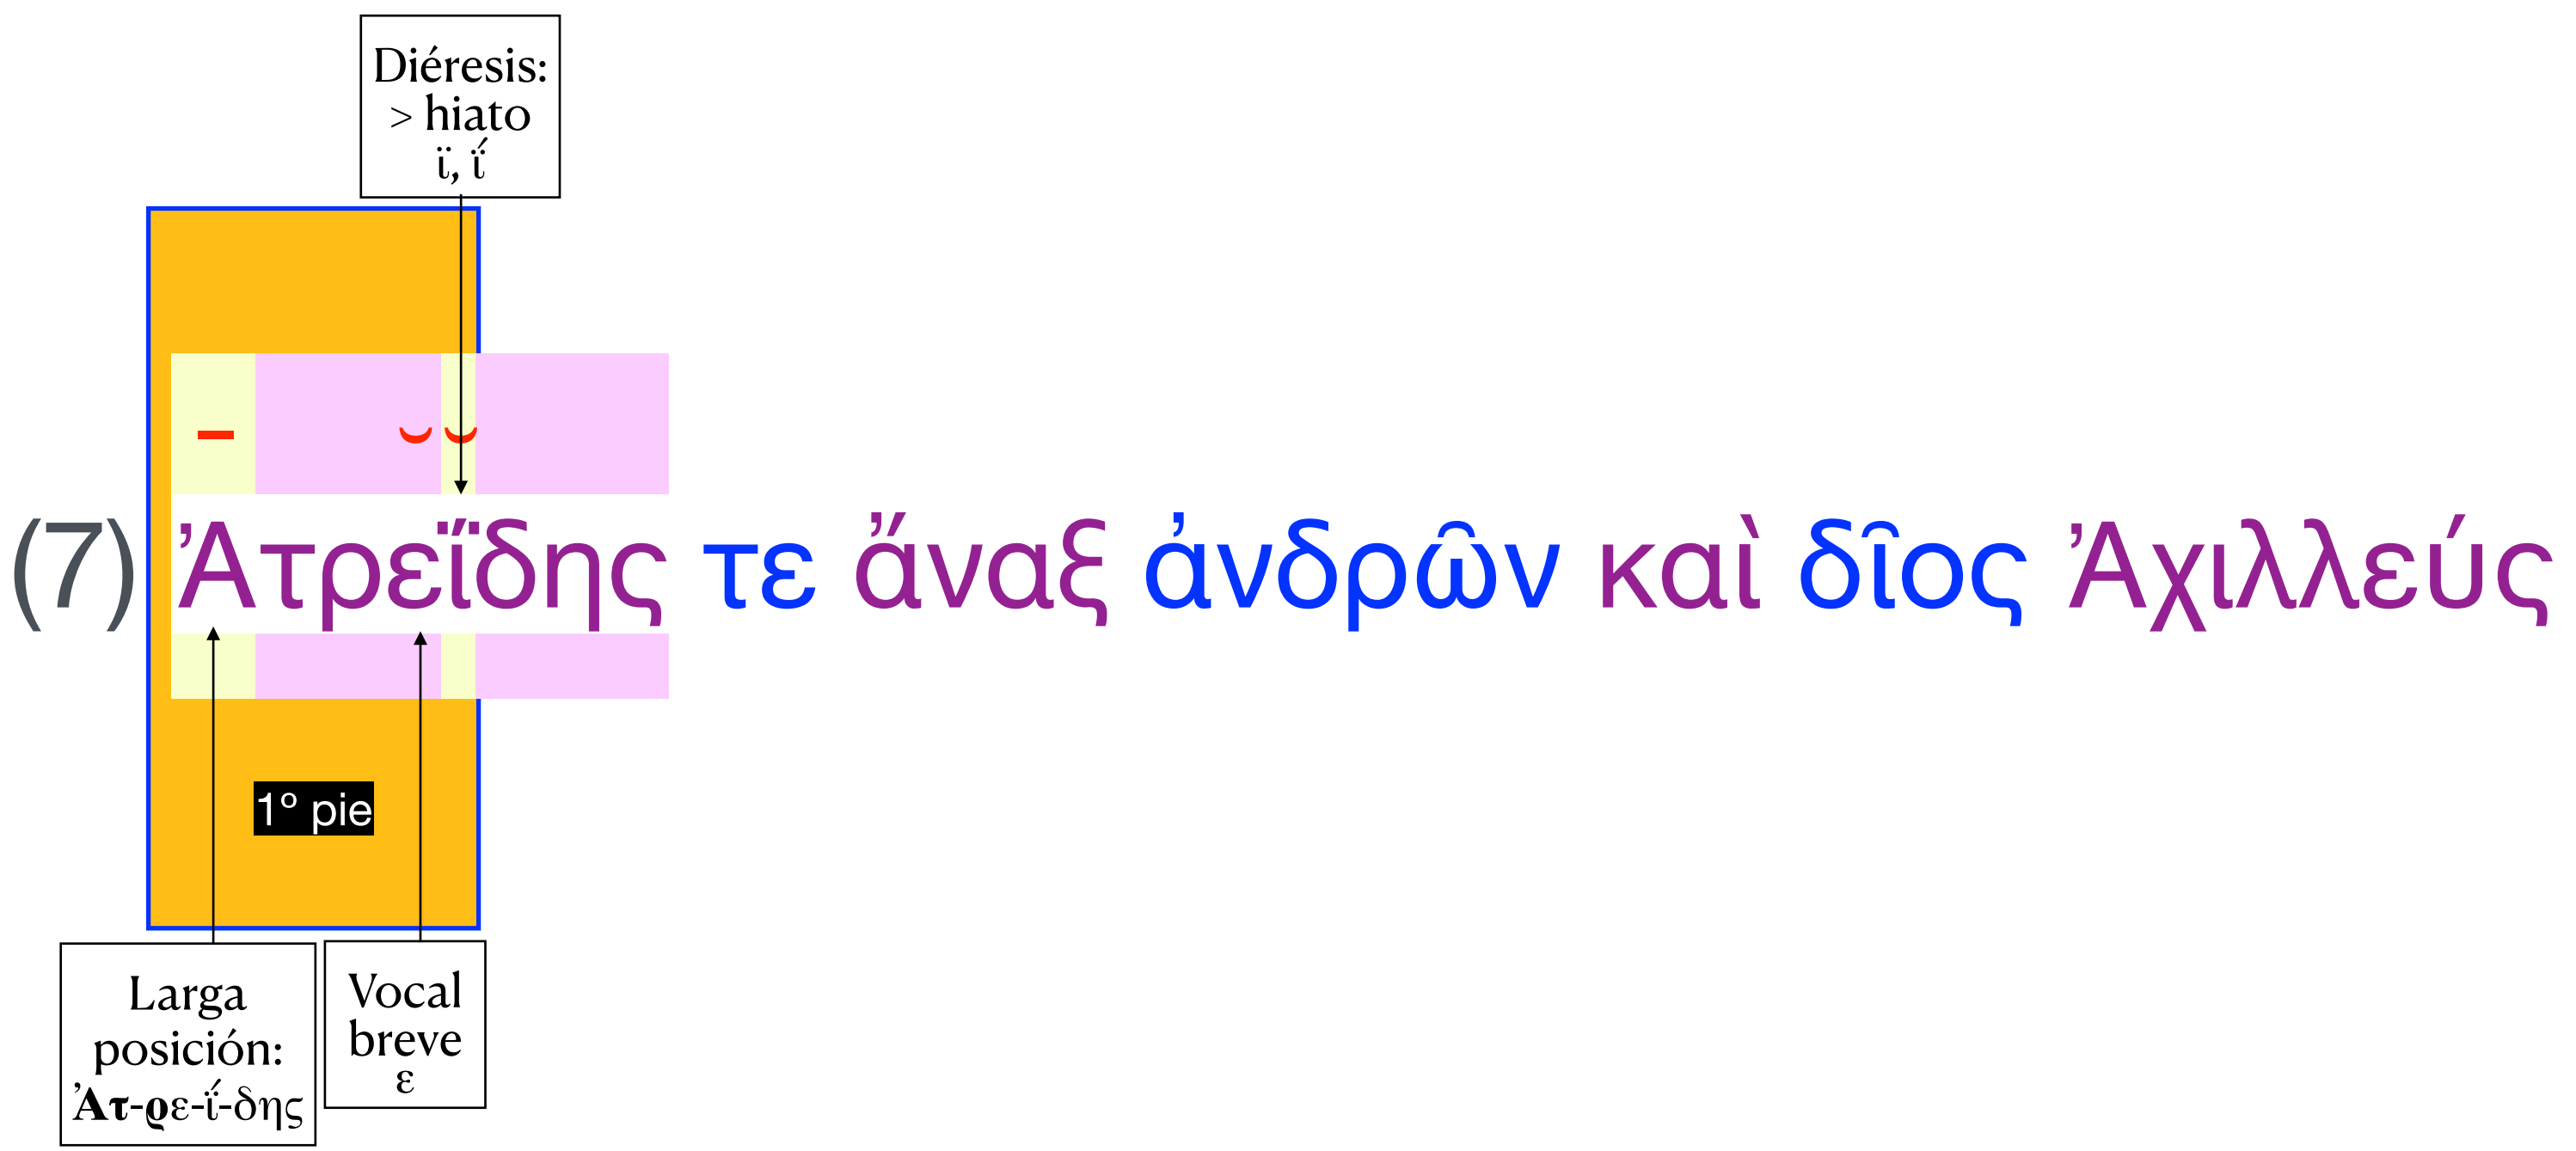 Diéresis:
> hiato
ϊ, ΐ
– ⏑ ⏑
(7) Ἀτρεΐδης τε ἄναξ ἀνδρῶν καὶ δῖος Ἀχιλλεύς
1º pie
Larga
posición:
Ἀτ-ρε-ΐ-δης
Vocal
breve
ε